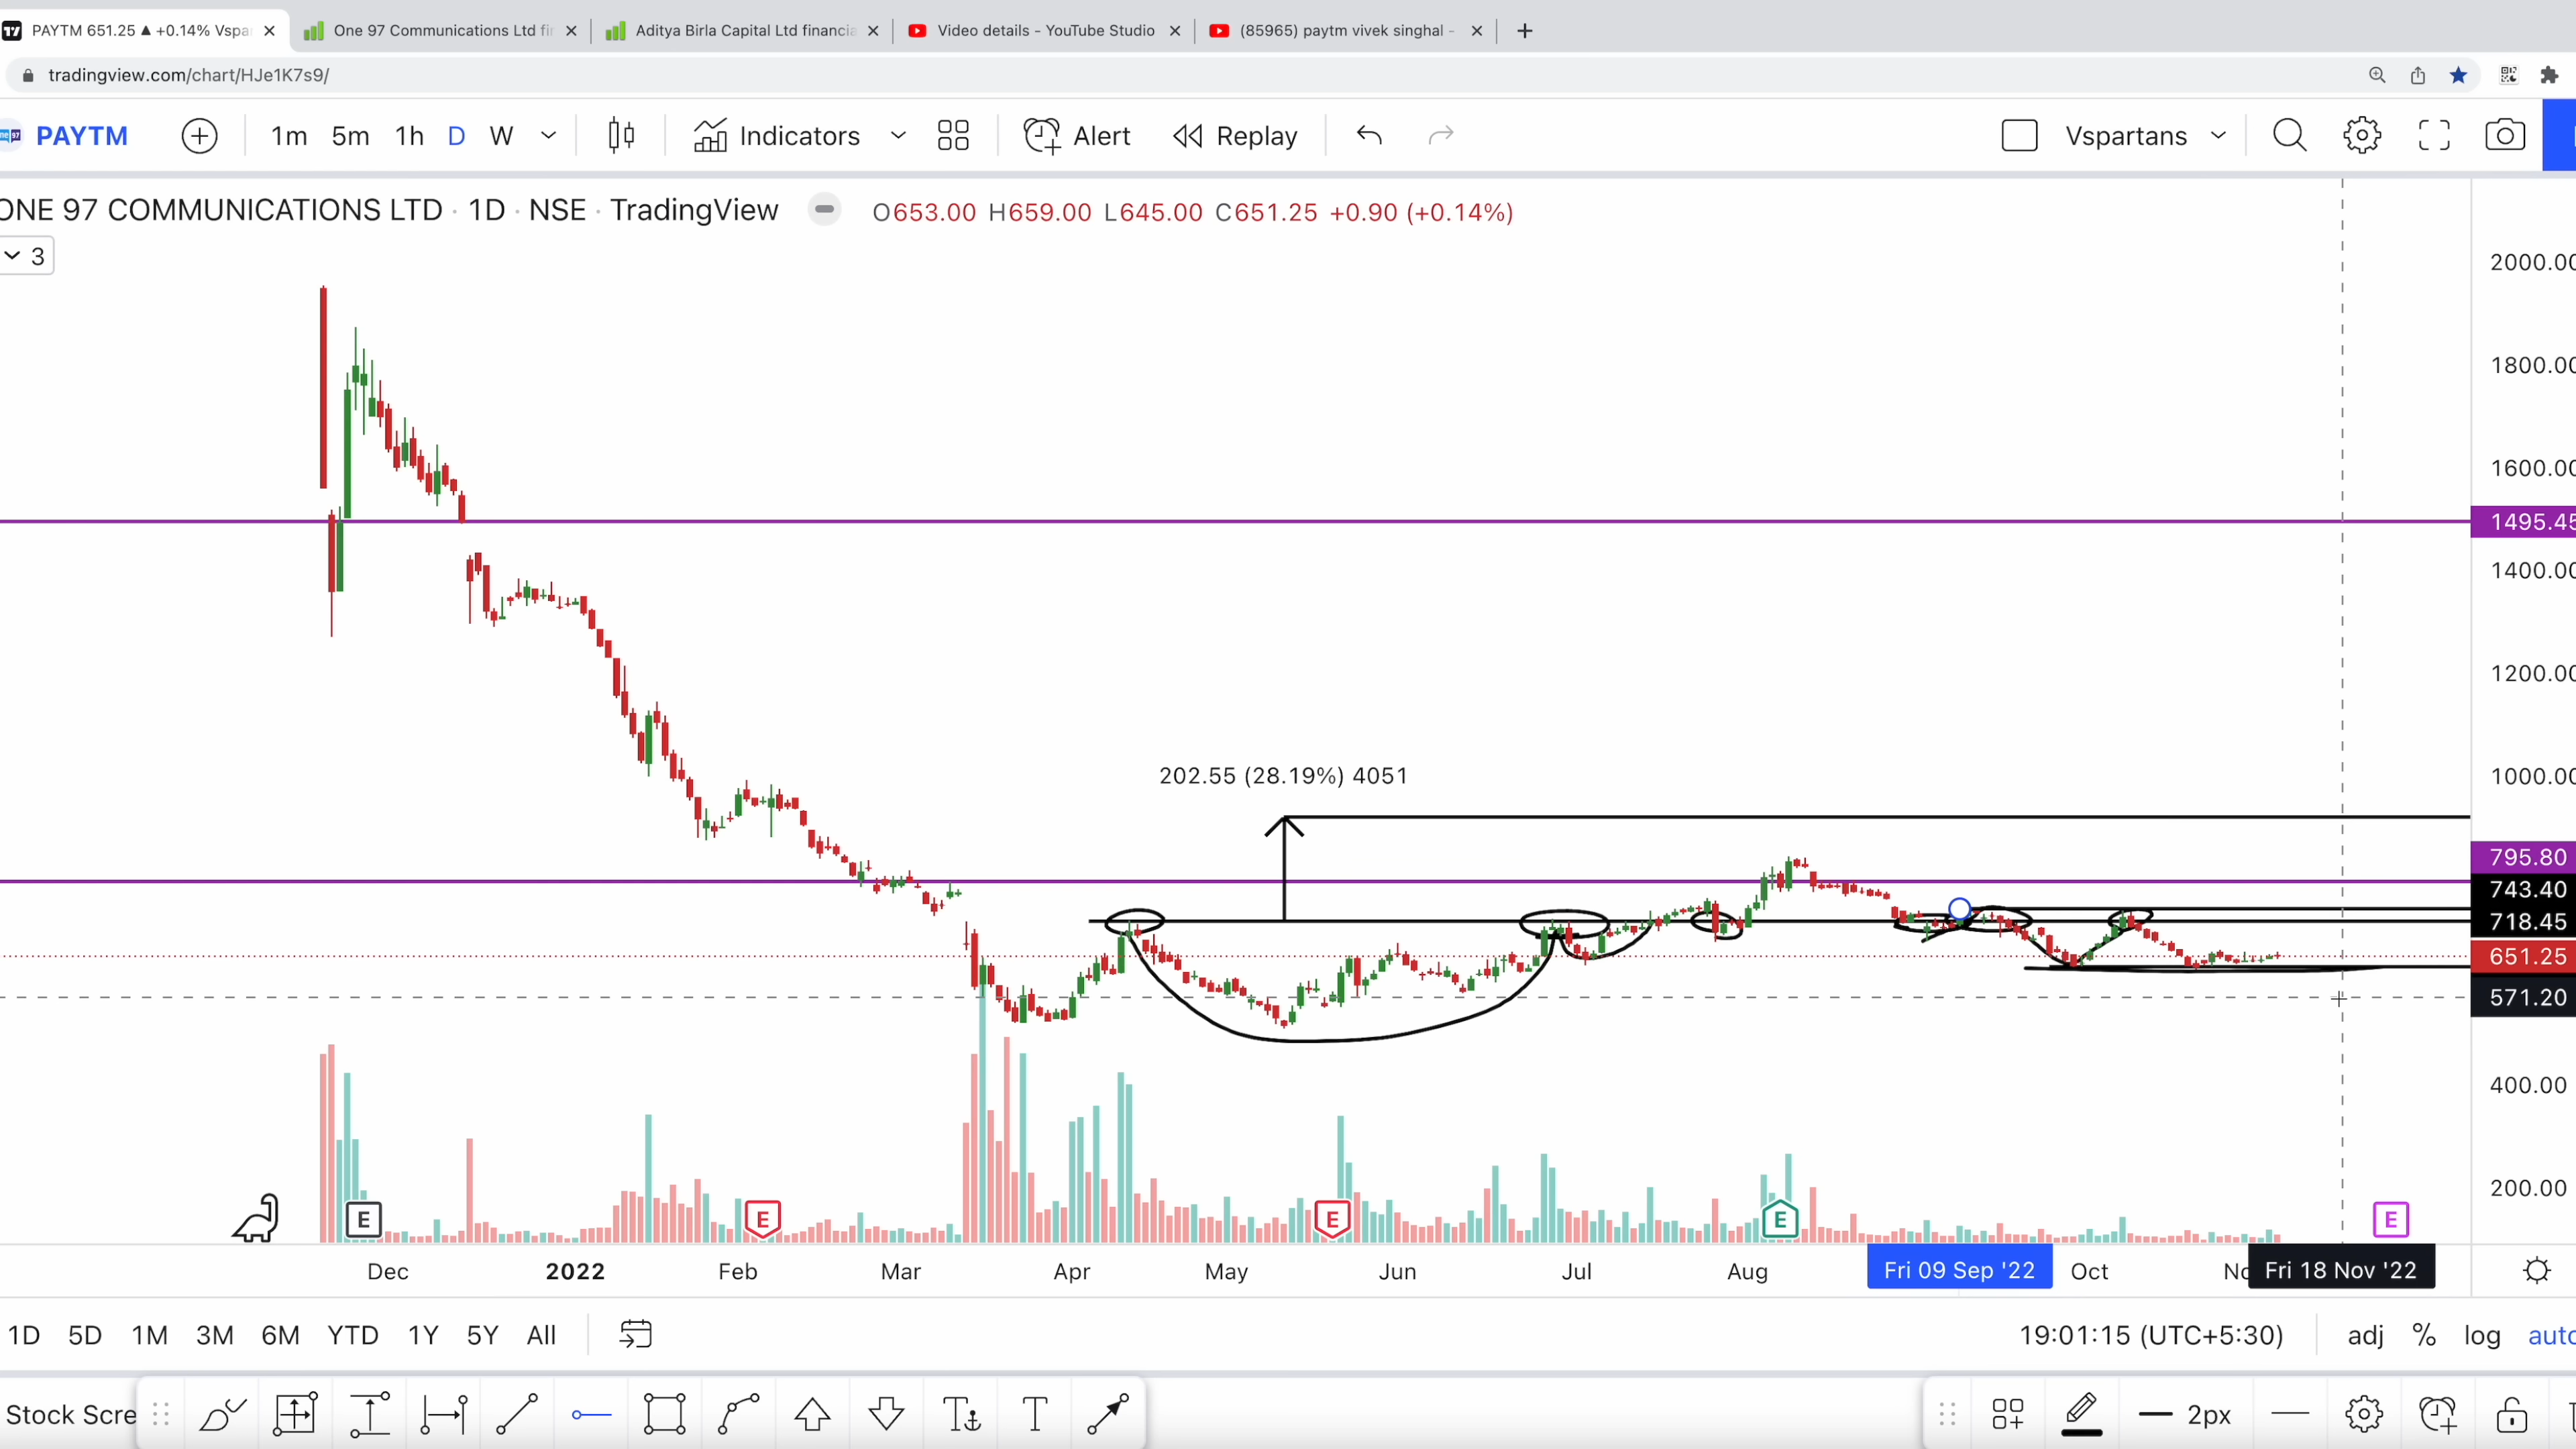 PAYTM 651.25 ▲ +0.14% Vspa
One 97 Communications Ltd fi
Aditya Birla Capital Ltd financia
Video details - YouTube Studio
(85965) paytm vivek singhal -
tradingview.com/chart/HJe1K7s9/
PAYTM 1m 5m 1h D W Indicators Alert Replay Vspartans
ONE 97 COMMUNICATIONS LTD · 1D · NSE · TradingView O653.00 H659.00 L645.00 C651.25 +0.90 (+0.14%)
3
2000.00
1800.00
1600.00
1495.45
1400.00
1200.00
202.55 (28.19%) 4051
1000.00
795.80
743.40
718.45
651.25
571.20
400.00
200.00
E E E E E
Dec 2022 Feb Mar Apr May Jun Jul Aug Fri 09 Sep '22 Oct Fri 18 Nov '22
1D 5D 1M 3M 6M YTD 1Y 5Y All 19:01:15 (UTC+5:30) adj % log auto
Stock Scre T T 2px